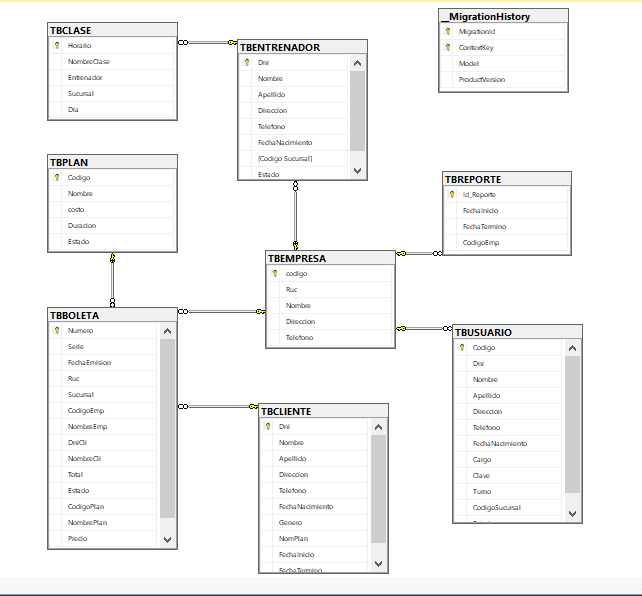 TBCLASE
Horario
NombreClase
Entrenador
Sucursal
Dia
TBENTRENADOR
Dni
Nombre
Apellido
Direccion
Telefono
FechaNacimiento
[Codigo Sucursal]
Estado
__MigrationHistory
MigrationId
ContextKey
Model
ProductVersion
TBPLAN
Codigo
Nombre
costo
Duracion
Estado
TBREPORTE
Id_Reporte
FechaInicio
FechaTermino
CodigoEmp
TBEMPRESA
codigo
Ruc
Nombre
Direccion
Telefono
TBBOLETA
Numero
Serie
FechaEmision
Ruc
Sucursal
CodigoEmp
NombreEmp
DniCli
NombreCli
Total
Estado
CodigoPlan
NombrePlan
Precio
TBUSUARIO
Codigo
Dni
Nombre
Apellido
Direccion
Telefono
FechaNacimiento
Cargo
Clave
Turno
CodigoSucursal
TBCLIENTE
Dni
Nombre
Apellido
Direccion
Telefono
FechaNacimiento
Genero
NomPlan
FechaInicio
FechaTermino